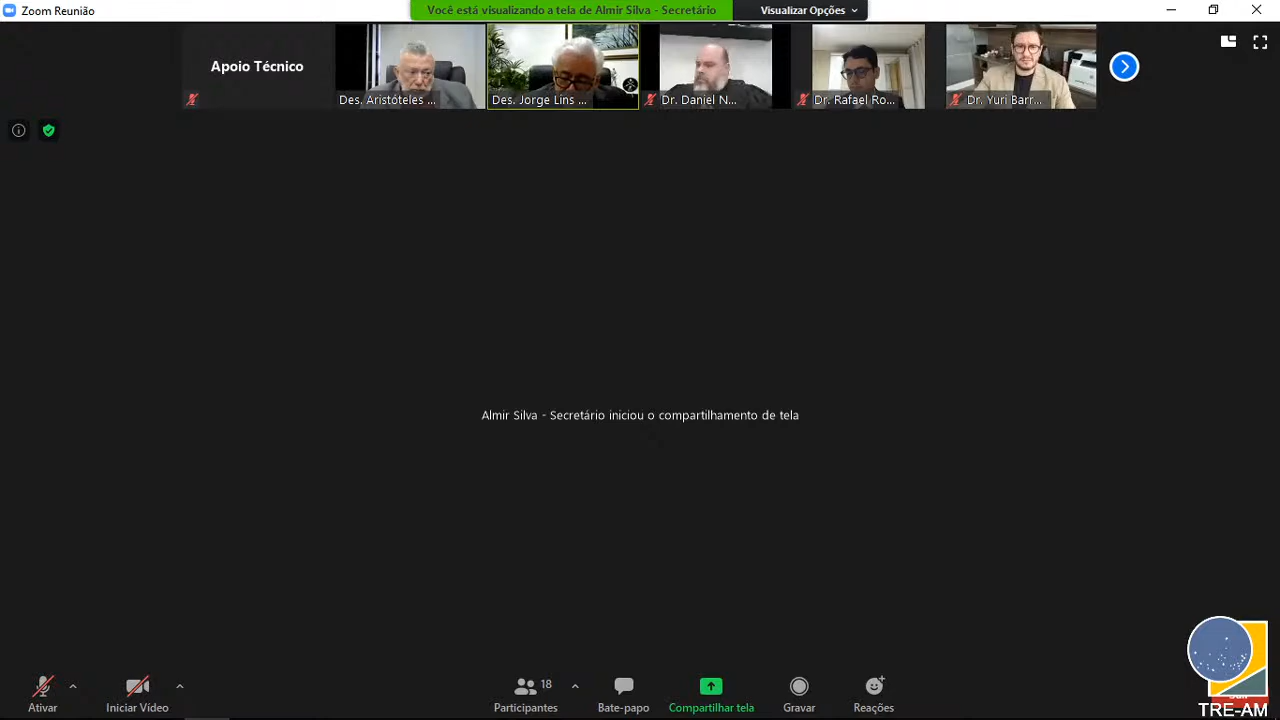 Zoom Reunião
Você está visualizando a tela de Almir Silva - Secretário
Visualizar Opções
Apoio Técnico
Des. Aristóteles ...
Des. Jorge Lins ...
Dr. Daniel N...
Dr. Rafael Ro...
Dr. Yuri Barr...
Almir Silva - Secretário iniciou o compartilhamento de tela
Ativar
Iniciar Vídeo
Participantes
18
Bate-papo
Compartilhar tela
Gravar
Reações
TRE-AM